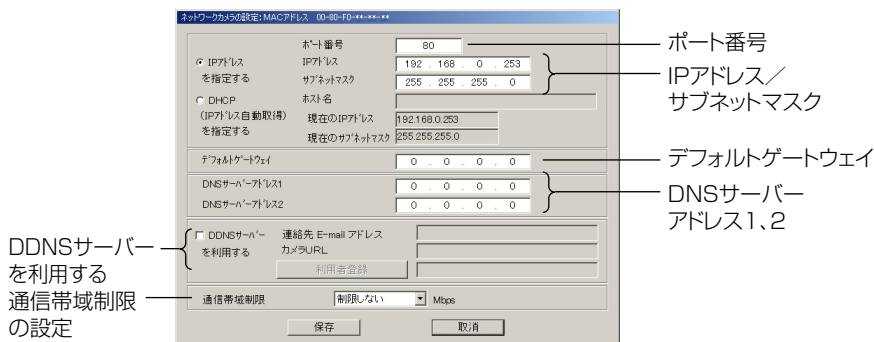 ネットワークカメラの設定：MACアドレス 00-80-F0-**-**-**
ポート番号 80
IPアドレス
を指定する
IPアドレス 192 . 168 . 0 . 253
サブネットマスク 255 . 255 . 255 . 0
DHCP
(IPアドレス自動取得)
を指定する
ホスト名
現在のIPアドレス 192.168.0.253
現在のサブネットマスク 255.255.255.0
デフォルトゲートウェイ 0 . 0 . 0 . 0
DNSサーバーアドレス1 0 . 0 . 0 . 0
DNSサーバーアドレス2 0 . 0 . 0 . 0
DDNSサーバー
を利用する
連絡先 E-mail アドレス
カメラURL
利用者登録
通信帯域制限 制限しない Mbps
保存 取消
ポート番号
IPアドレス／
サブネットマスク
デフォルトゲートウェイ
DNSサーバー
アドレス1、2
DDNSサーバー
を利用する
通信帯域制限
の設定